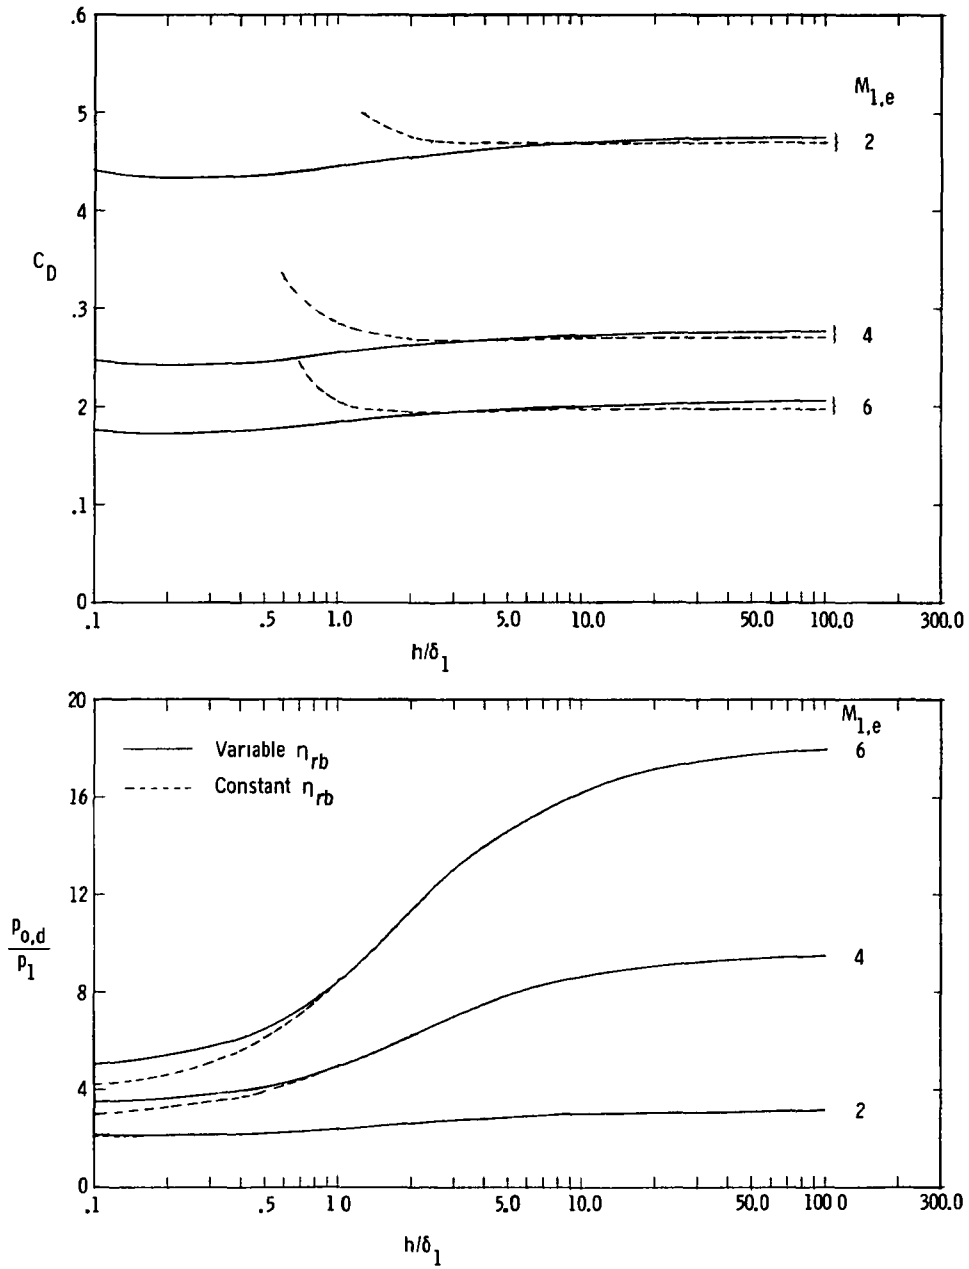 .6
M1,e
5
2
4
CD
.3
4
.2
6
.1
0
.1 .5 1.0 5.0 10.0 50.0 100.0 300.0
h/δ1
20
M1,e
Variable ηrb
6
Constant ηrb
16
12
po,d
p1
4
8
4
2
0
.1 .5 1 0 5.0 10.0 50.0 100.0 300.0
h/δ1